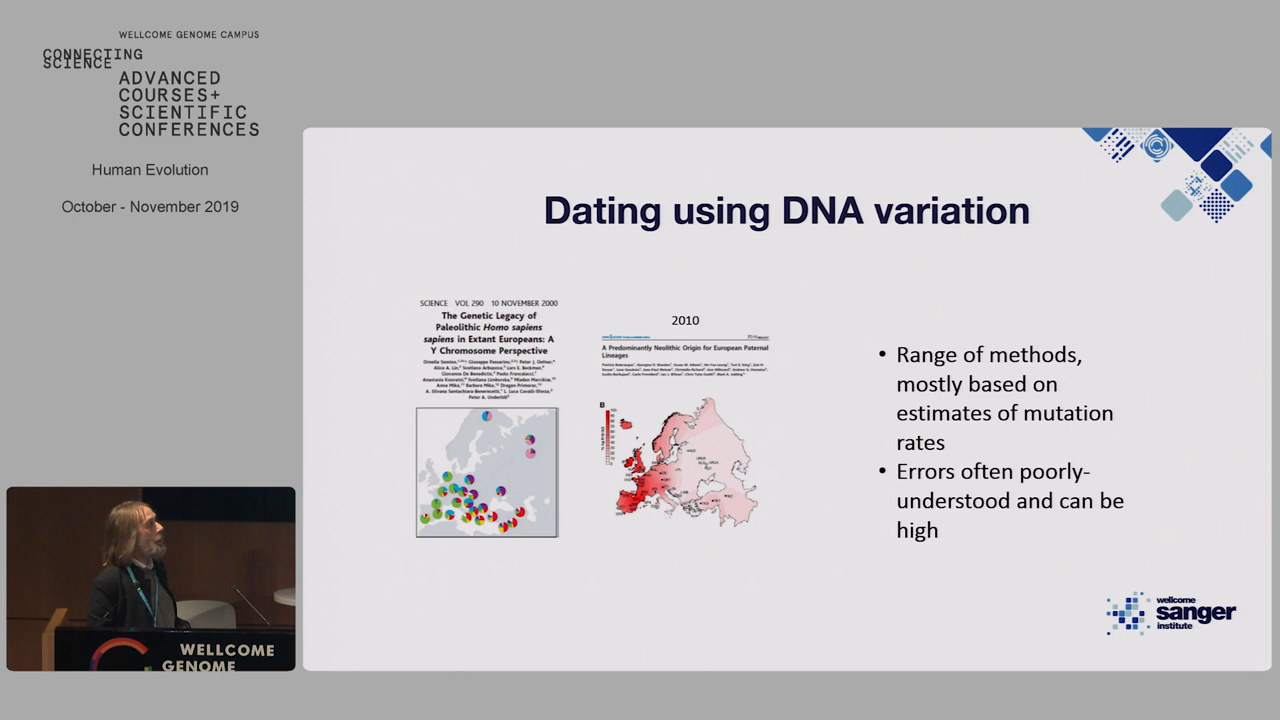 WELLCOME GENOME CAMPUS
CONNECTING
SCIENCE
ADVANCED
COURSES+
SCIENTIFIC
CONFERENCES
Human Evolution
October - November 2019
Dating using DNA variation
SCIENCE VOL 290 10 NOVEMBER 2000
The Genetic Legacy of
Paleolithic Homo sapiens
sapiens in Extant Europeans: A
Y Chromosome Perspective
2010
A Predominantly Neolithic Origin for European Paternal
Lineages
B
• Range of methods,
mostly based on
estimates of mutation
rates
• Errors often poorly-
understood and can be
high
wellcome
sanger
institute
WELLCOME
GENOME